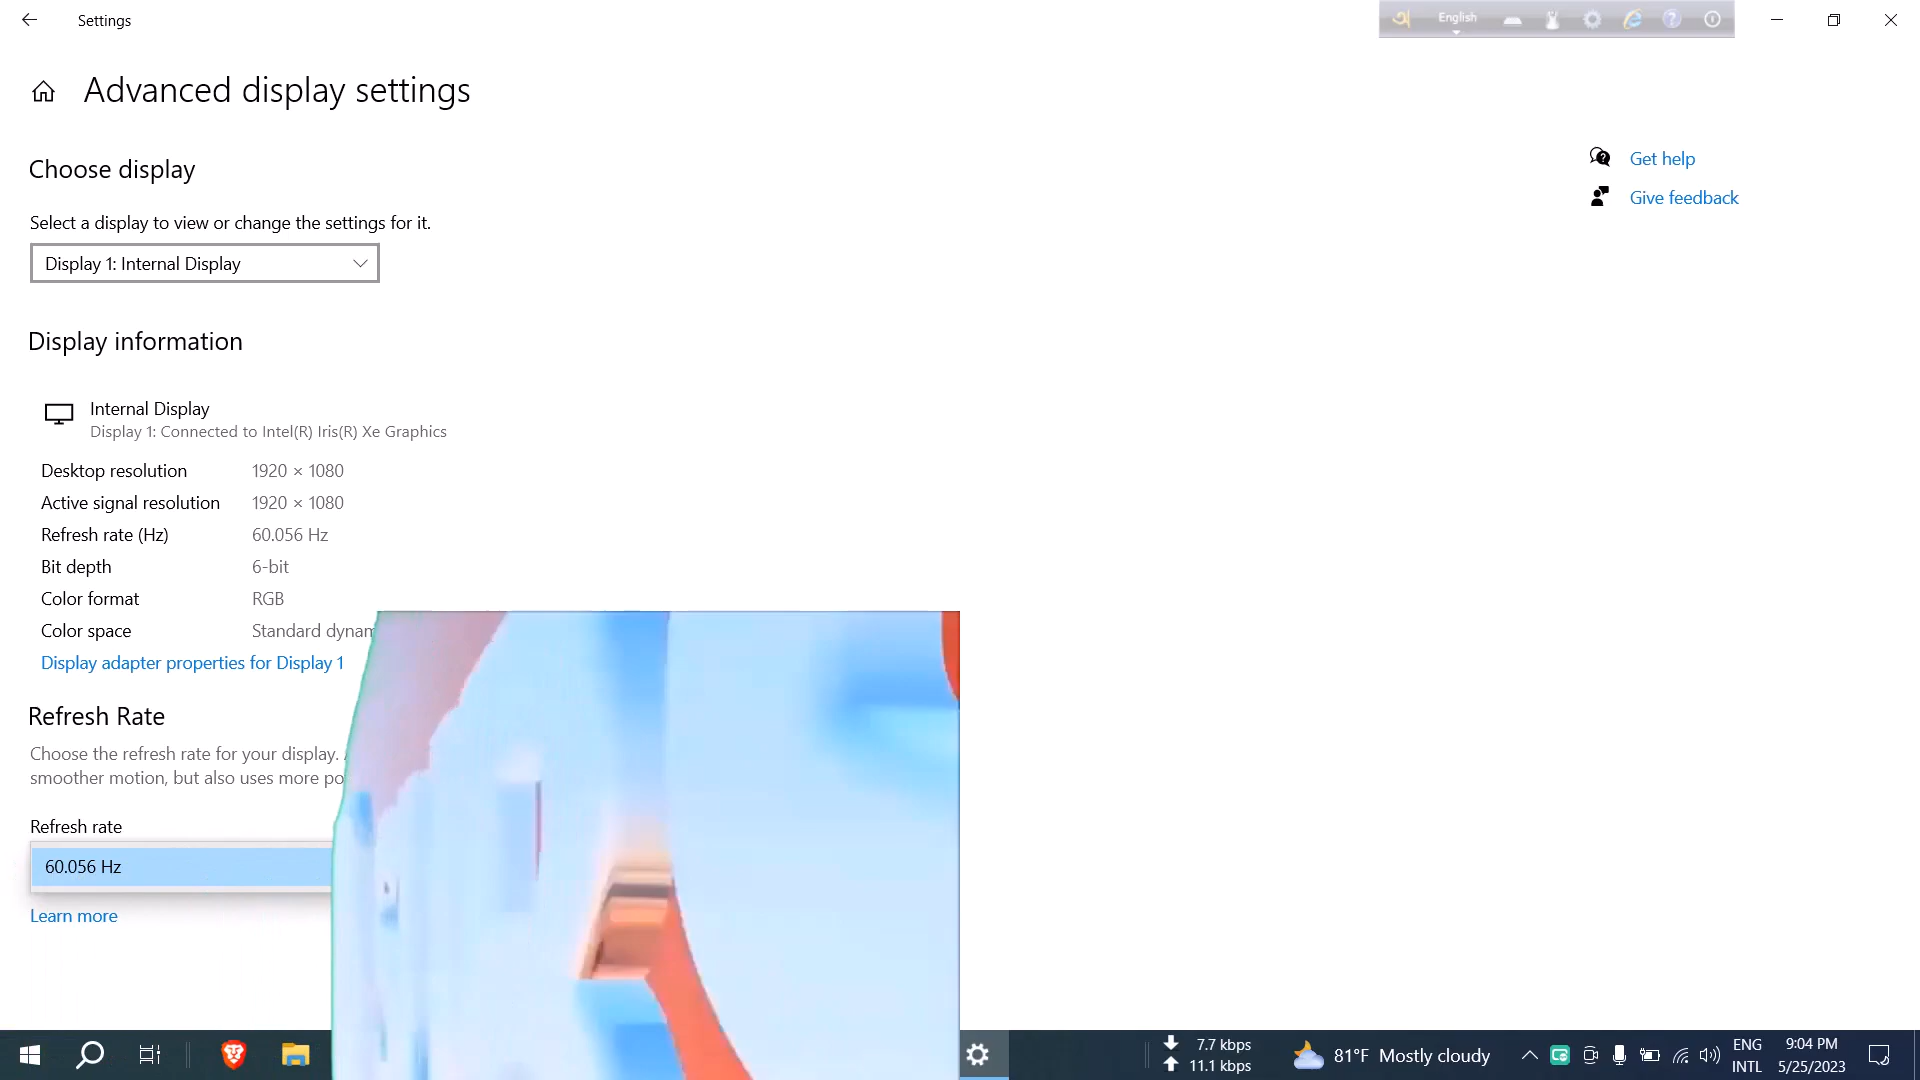 Settings
English
Advanced display settings
Choose display
Get help
Give feedback
Select a display to view or change the settings for it.
Display 1: Internal Display
Display information
Internal Display
Display 1: Connected to Intel(R) Iris(R) Xe Graphics
Desktop resolution 1920 × 1080
Active signal resolution 1920 × 1080
Refresh rate (Hz) 60.056 Hz
Bit depth 6-bit
Color format RGB
Color space Standard
Display adapter properties for Display 1
Refresh Rate
Choose the refresh rate for your display.
smoother motion, but also uses more
Refresh rate
60.056 Hz
Learn more
7.7 kbps
11.1 kbps
81°F Mostly cloudy
ENG
INTL
9:04 PM
5/25/2023